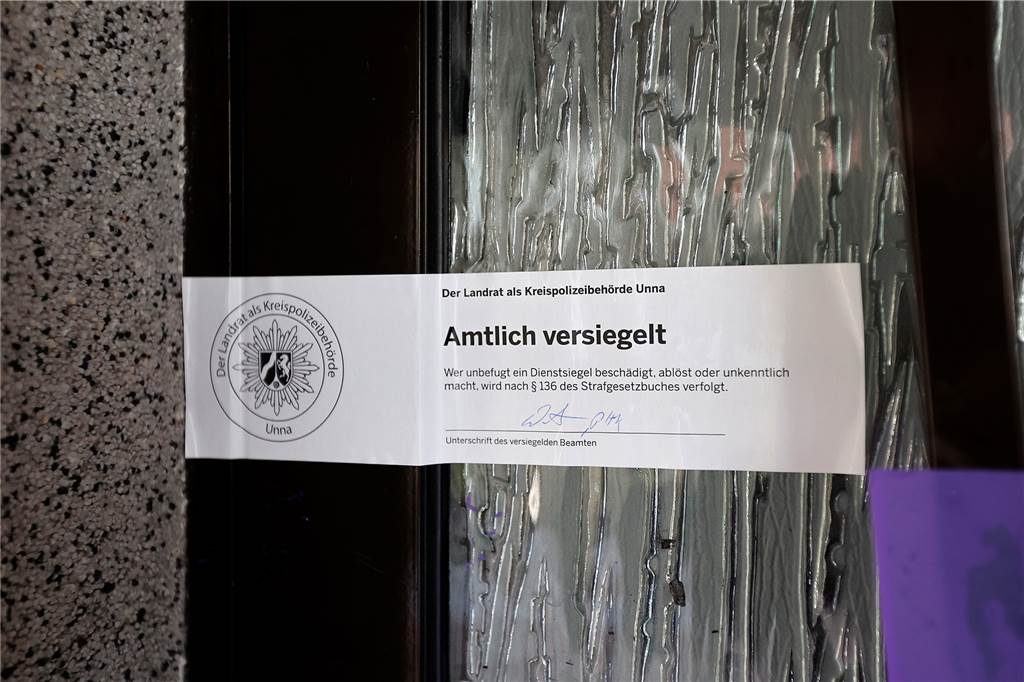 Der Landrat als Kreispolizeibehörde
Unna
Der Landrat als Kreispolizeibehörde Unna
Amtlich versiegelt
Wer unbefugt ein Dienstsiegel beschädigt, ablöst oder unkenntlich
macht, wird nach § 136 des Strafgesetzbuches verfolgt.
Unterschrift des versiegelden Beamten